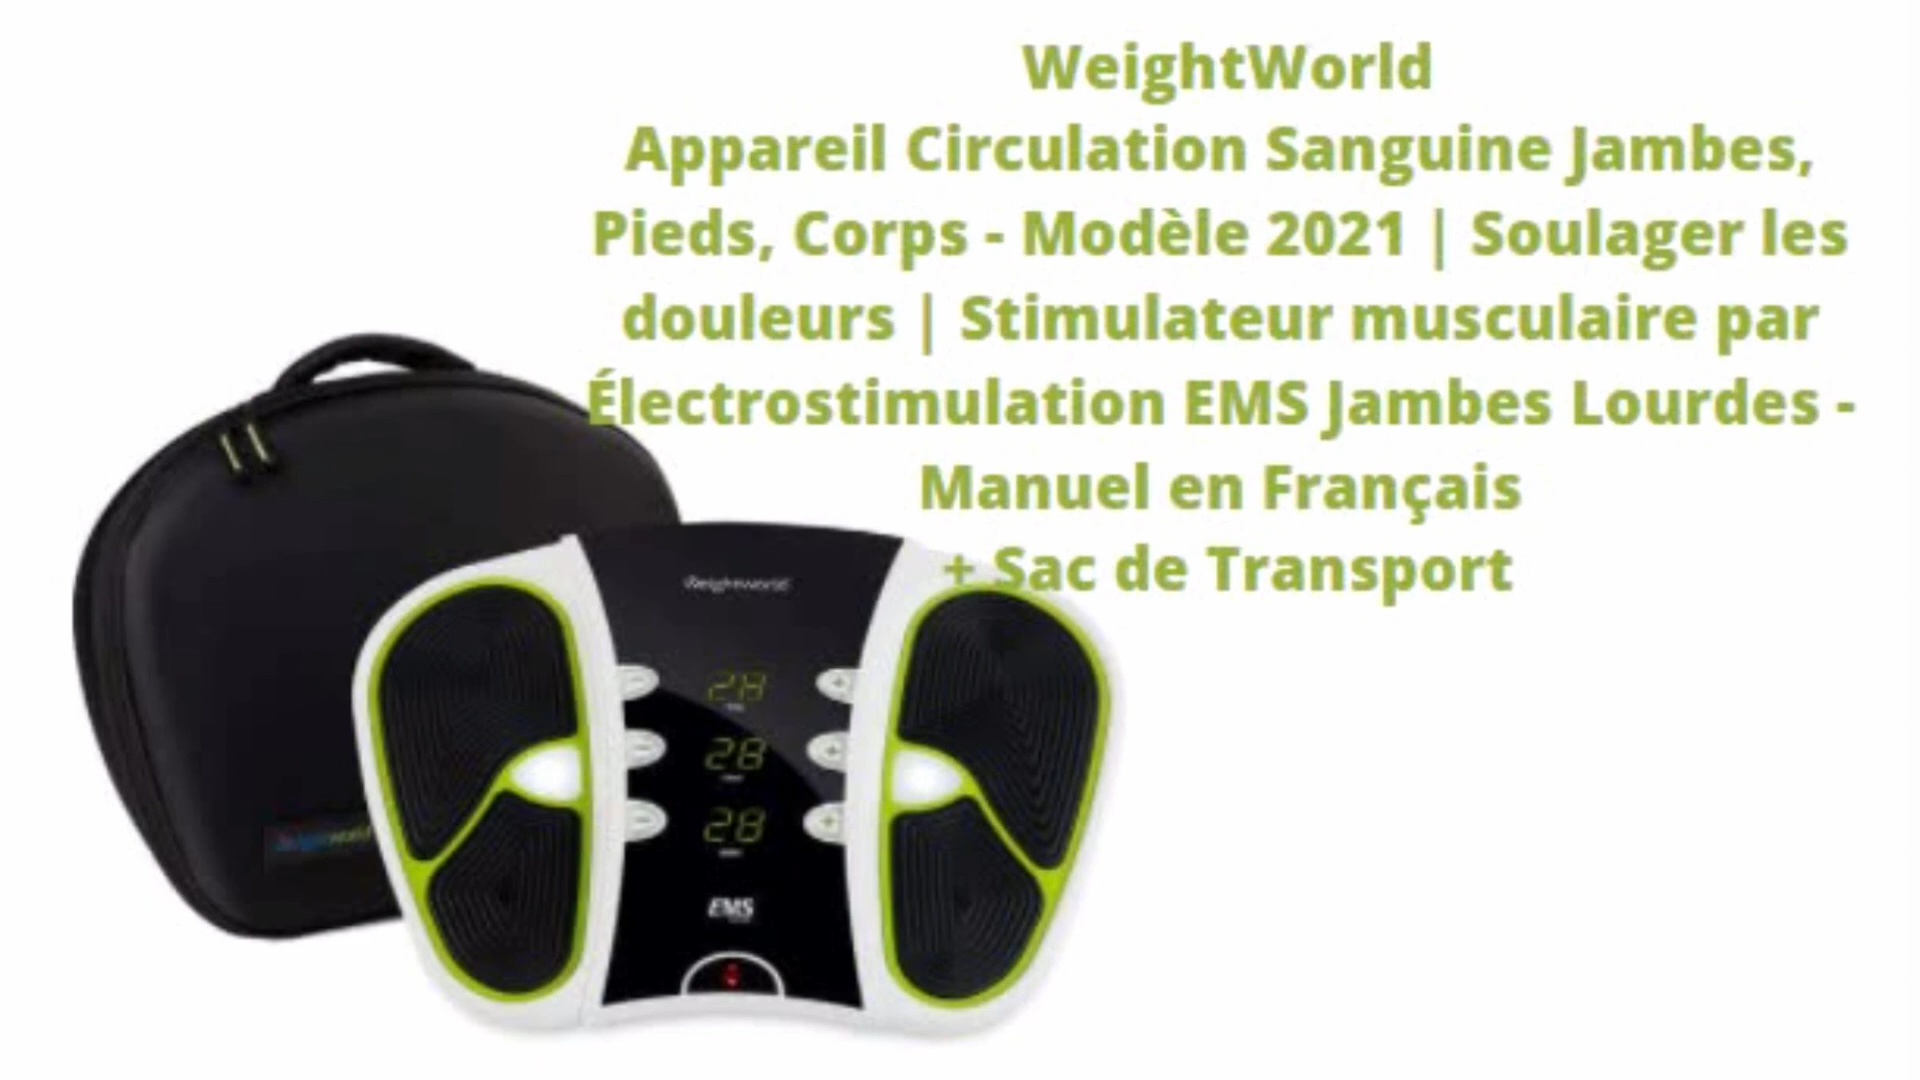 WeightWorld
Appareil Circulation Sanguine Jambes,
Pieds, Corps - Modèle 2021 | Soulager les
douleurs | Stimulateur musculaire par
Électrostimulation EMS Jambes Lourdes -
Manuel en Français
+ Sac de Transport
Weightworld
28
28
EMS